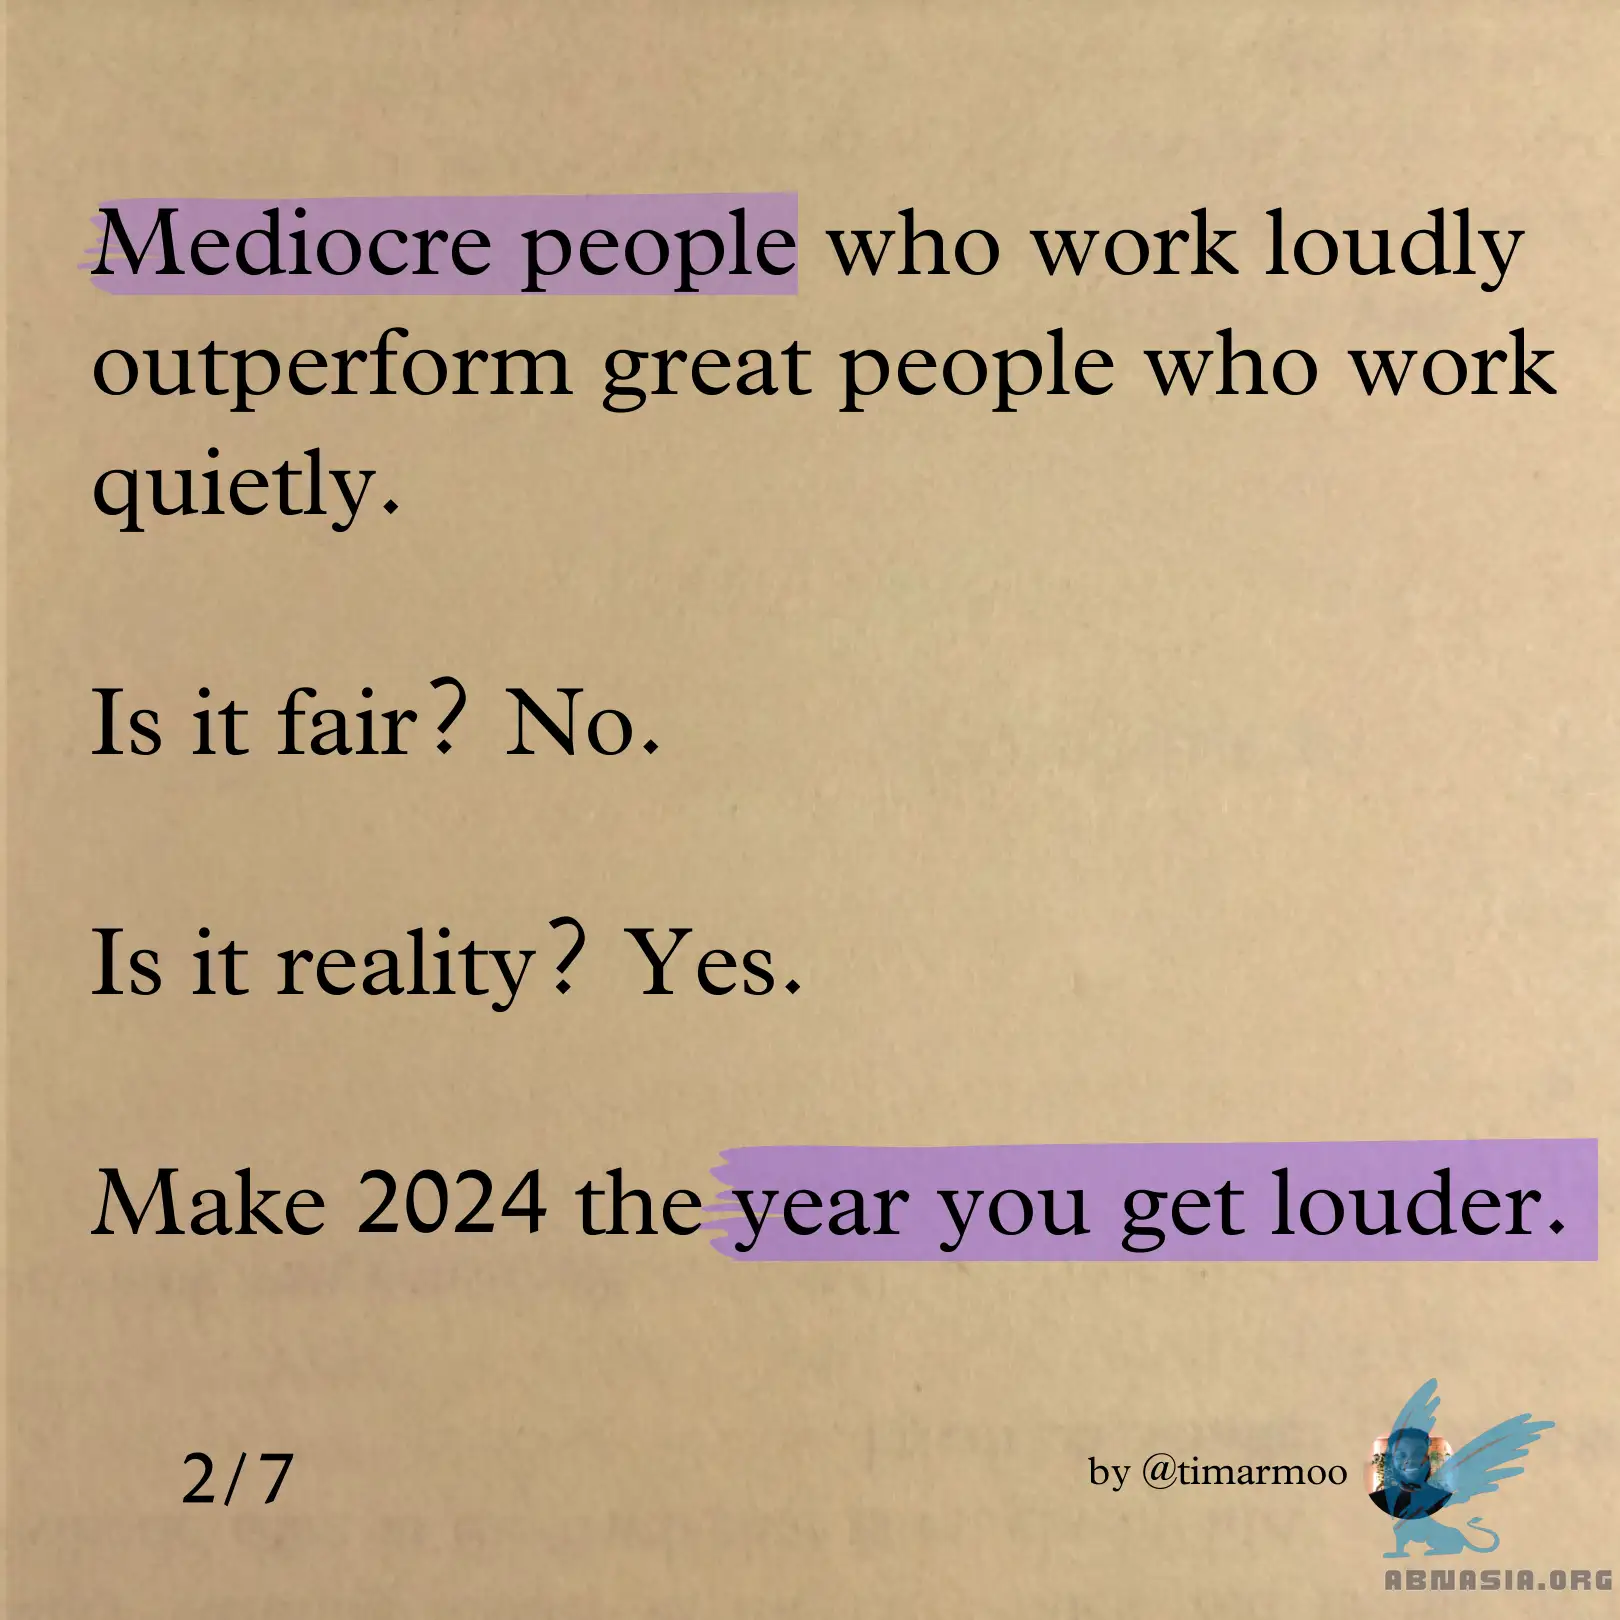 Mediocre people who work loudly
outperform great people who work
quietly.
Is it fair? No.
Is it reality? Yes.
Make 2024 the year you get louder.
2/7
by @timarmoo
ABNASIA.ORG